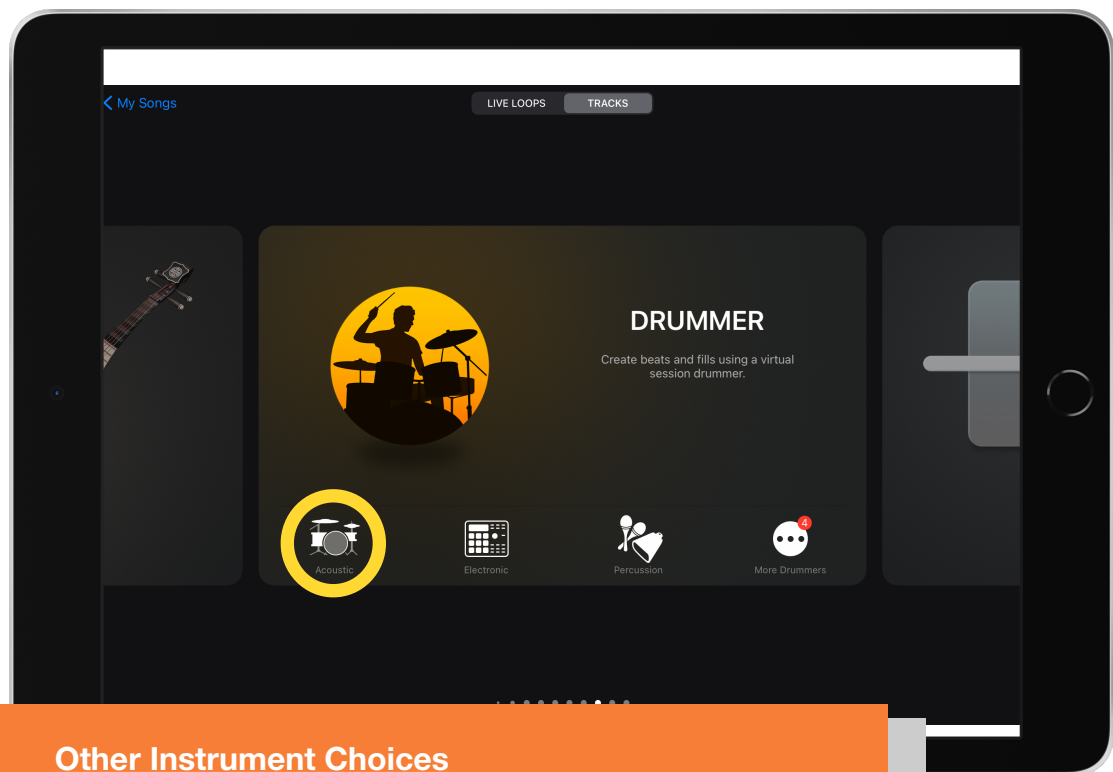 My Songs
LIVE LOOPS TRACKS
DRUMMER
Create beats and fills using a virtual
session drummer.
4
Acoustic Electronic Percussion More Drummers
Other Instrument Choices